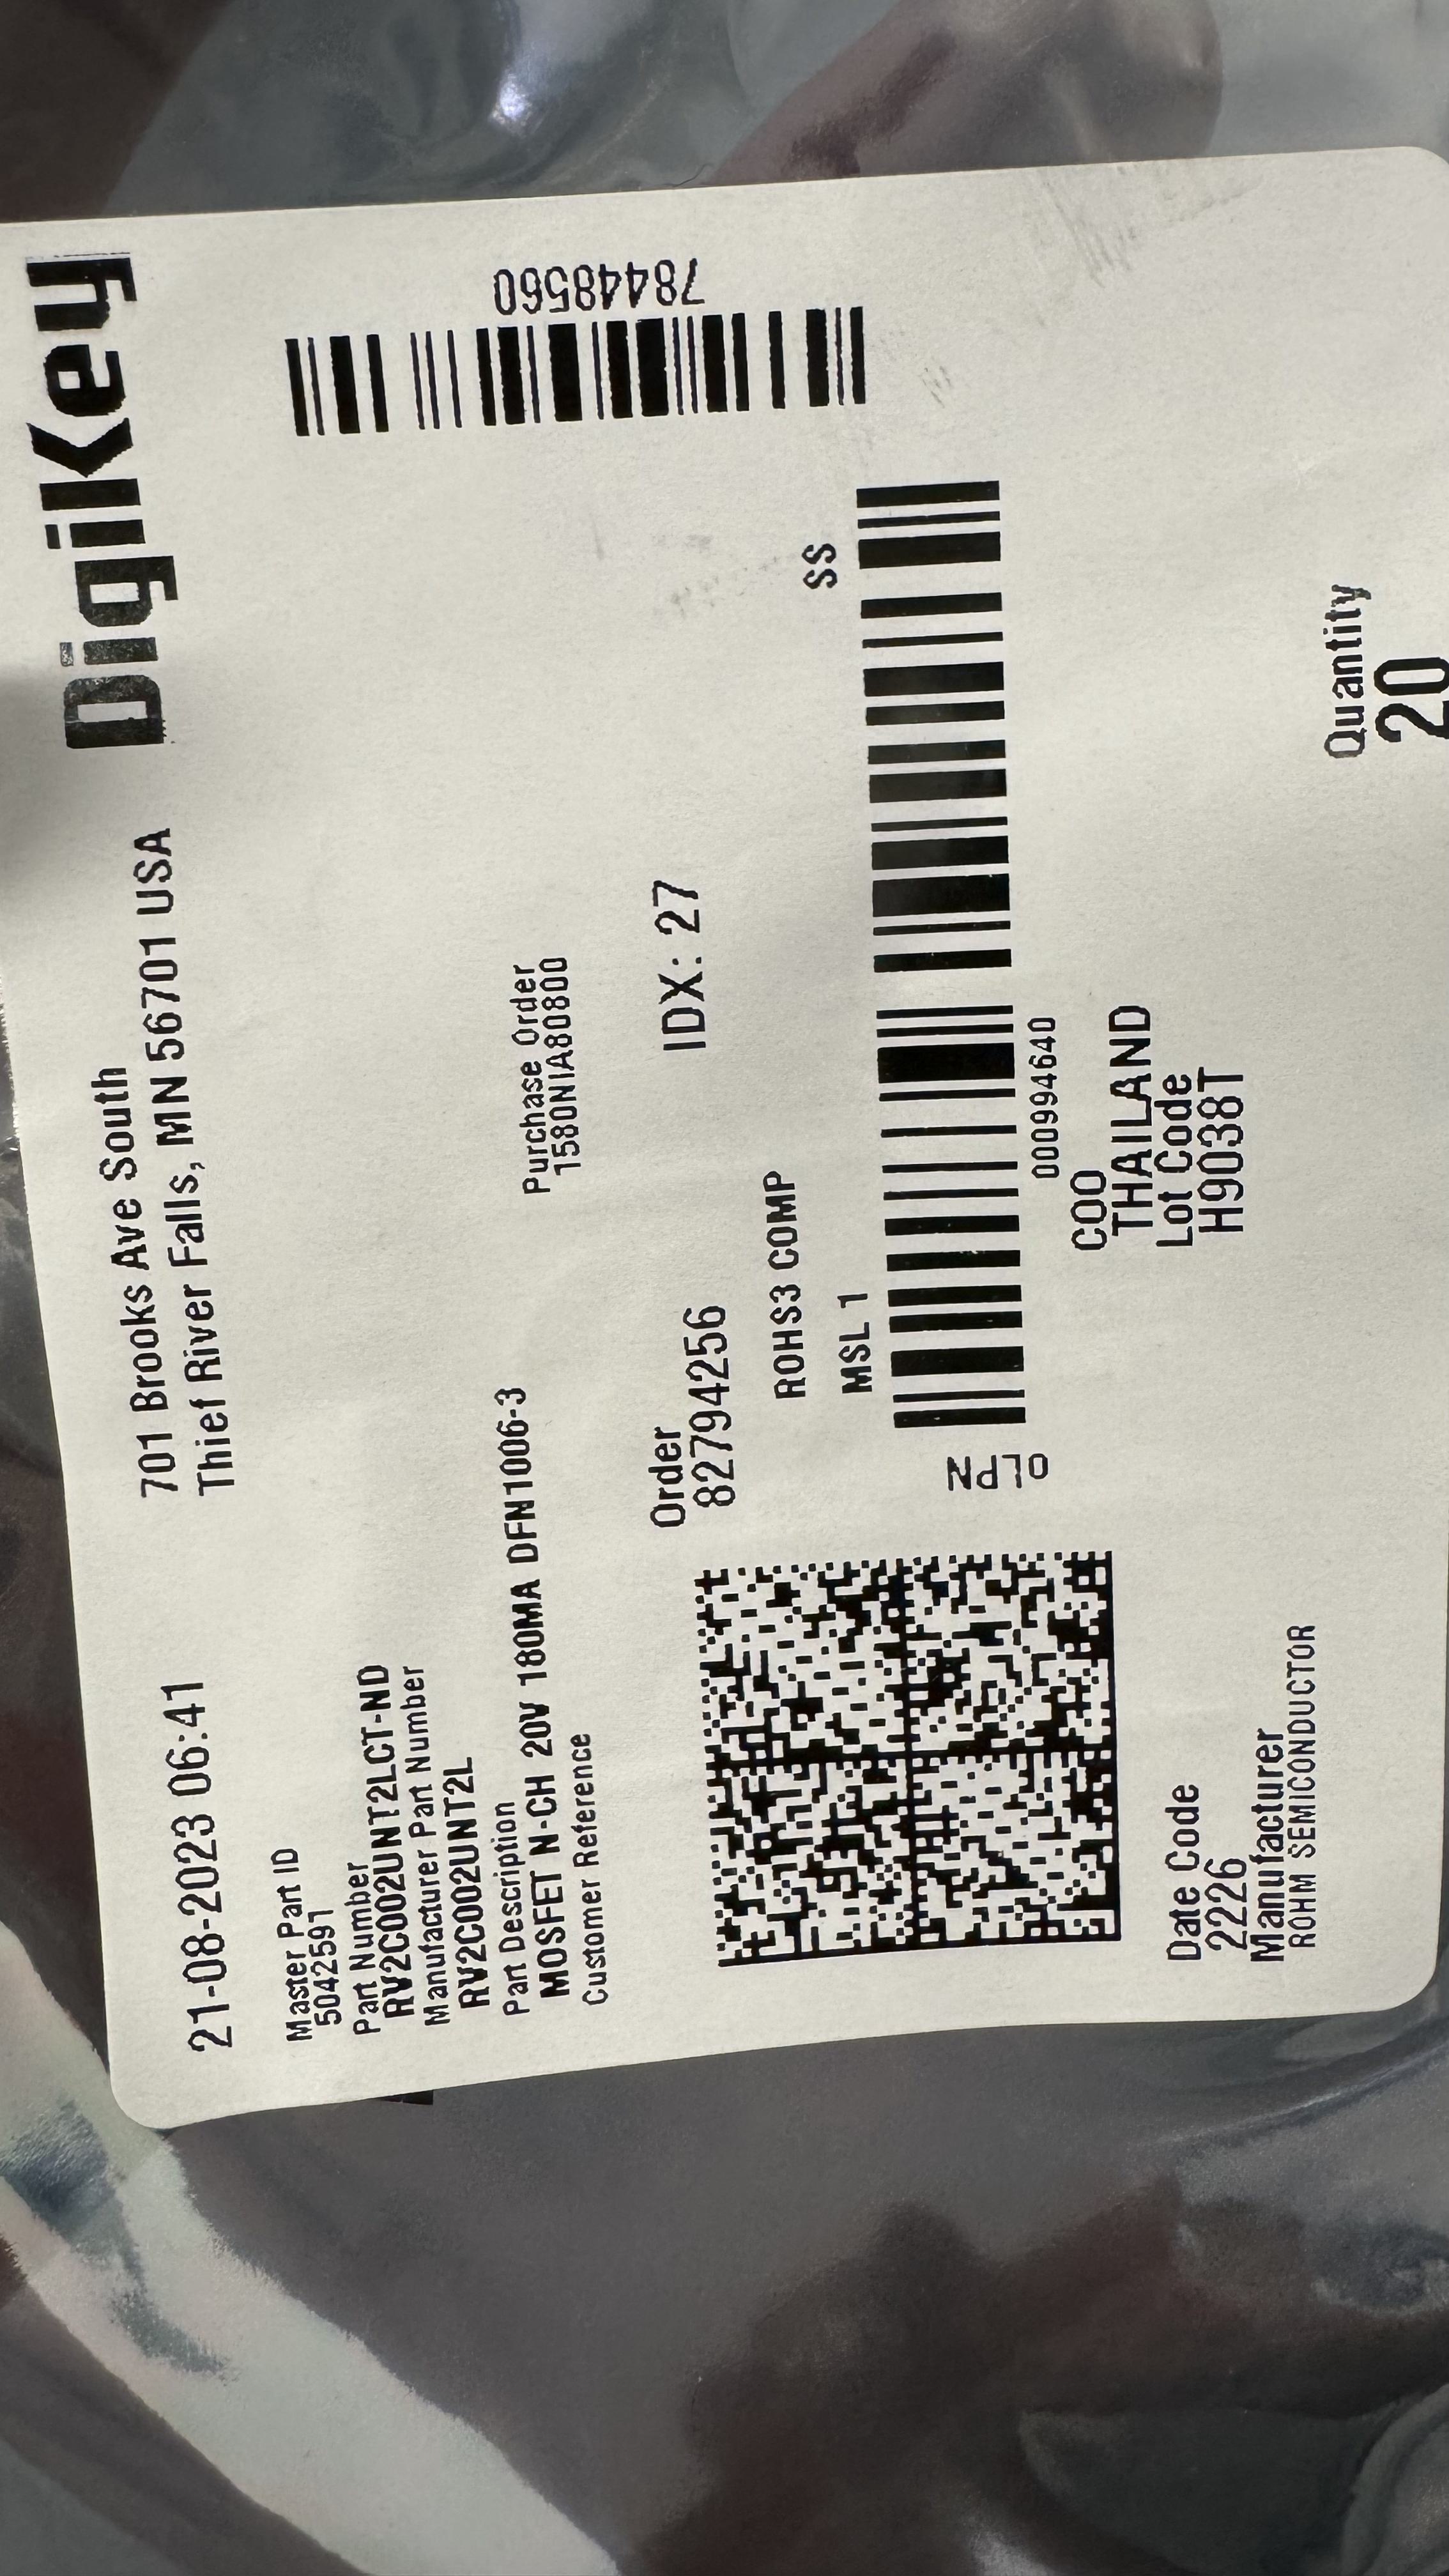 DigiKey
701 Brooks Ave South
Thief River Falls, MN 56701 USA
21-08-2023 06:41
78448560
Master Part ID
5042591
Part Number
RV2C002UNT2LCT-ND
Manufacturer Part Number
RV2C002UNT2L
Part Description
MOSFET N-CH 20V 180MA DFN1006-3
Customer Reference
Purchase Order
1580NIA80800
Order
82794256
IDX: 27
ROHS3 COMP
MSL 1
SS
OLPN
000994640
COO
THAILAND
Lot Code
H9038T
Date Code
2226
Manufacturer
ROHM SEMICONDUCTOR
Quantity
20